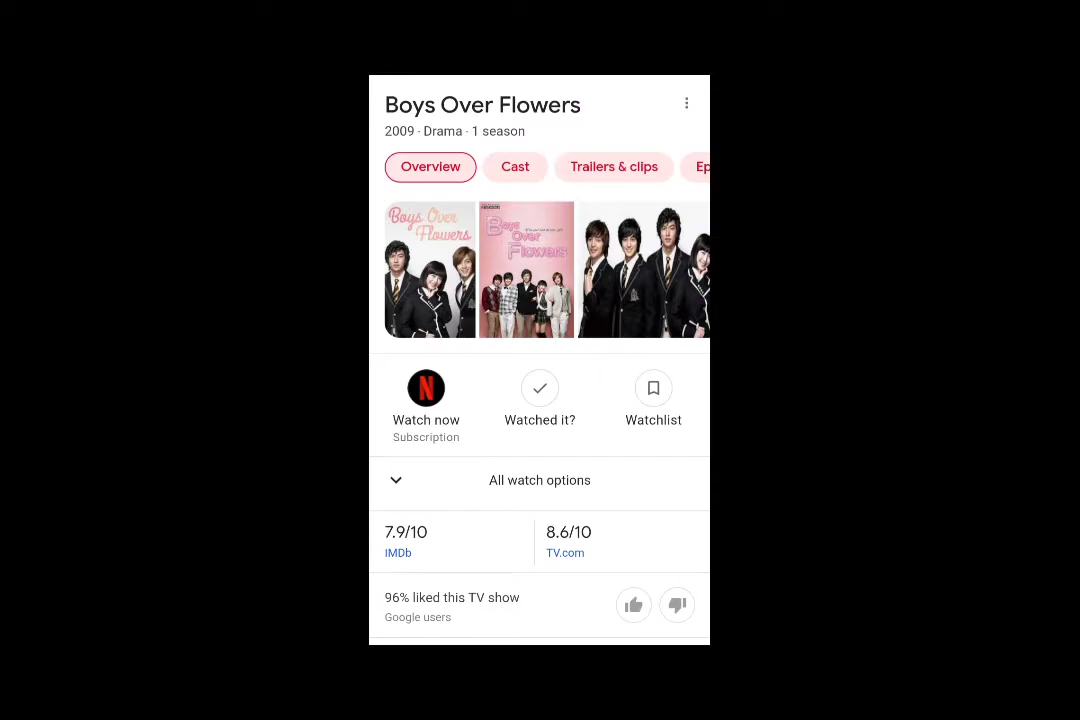 Boys Over Flowers
2009 · Drama · 1 season
Overview
Cast
Trailers & clips
Ep
Boys Over
Flowers
Boys
Over
Flowers
N
Watch now
Subscription
Watched it?
Watchlist
All watch options
7.9/10
IMDb
8.6/10
TV.com
96% liked this TV show
Google users